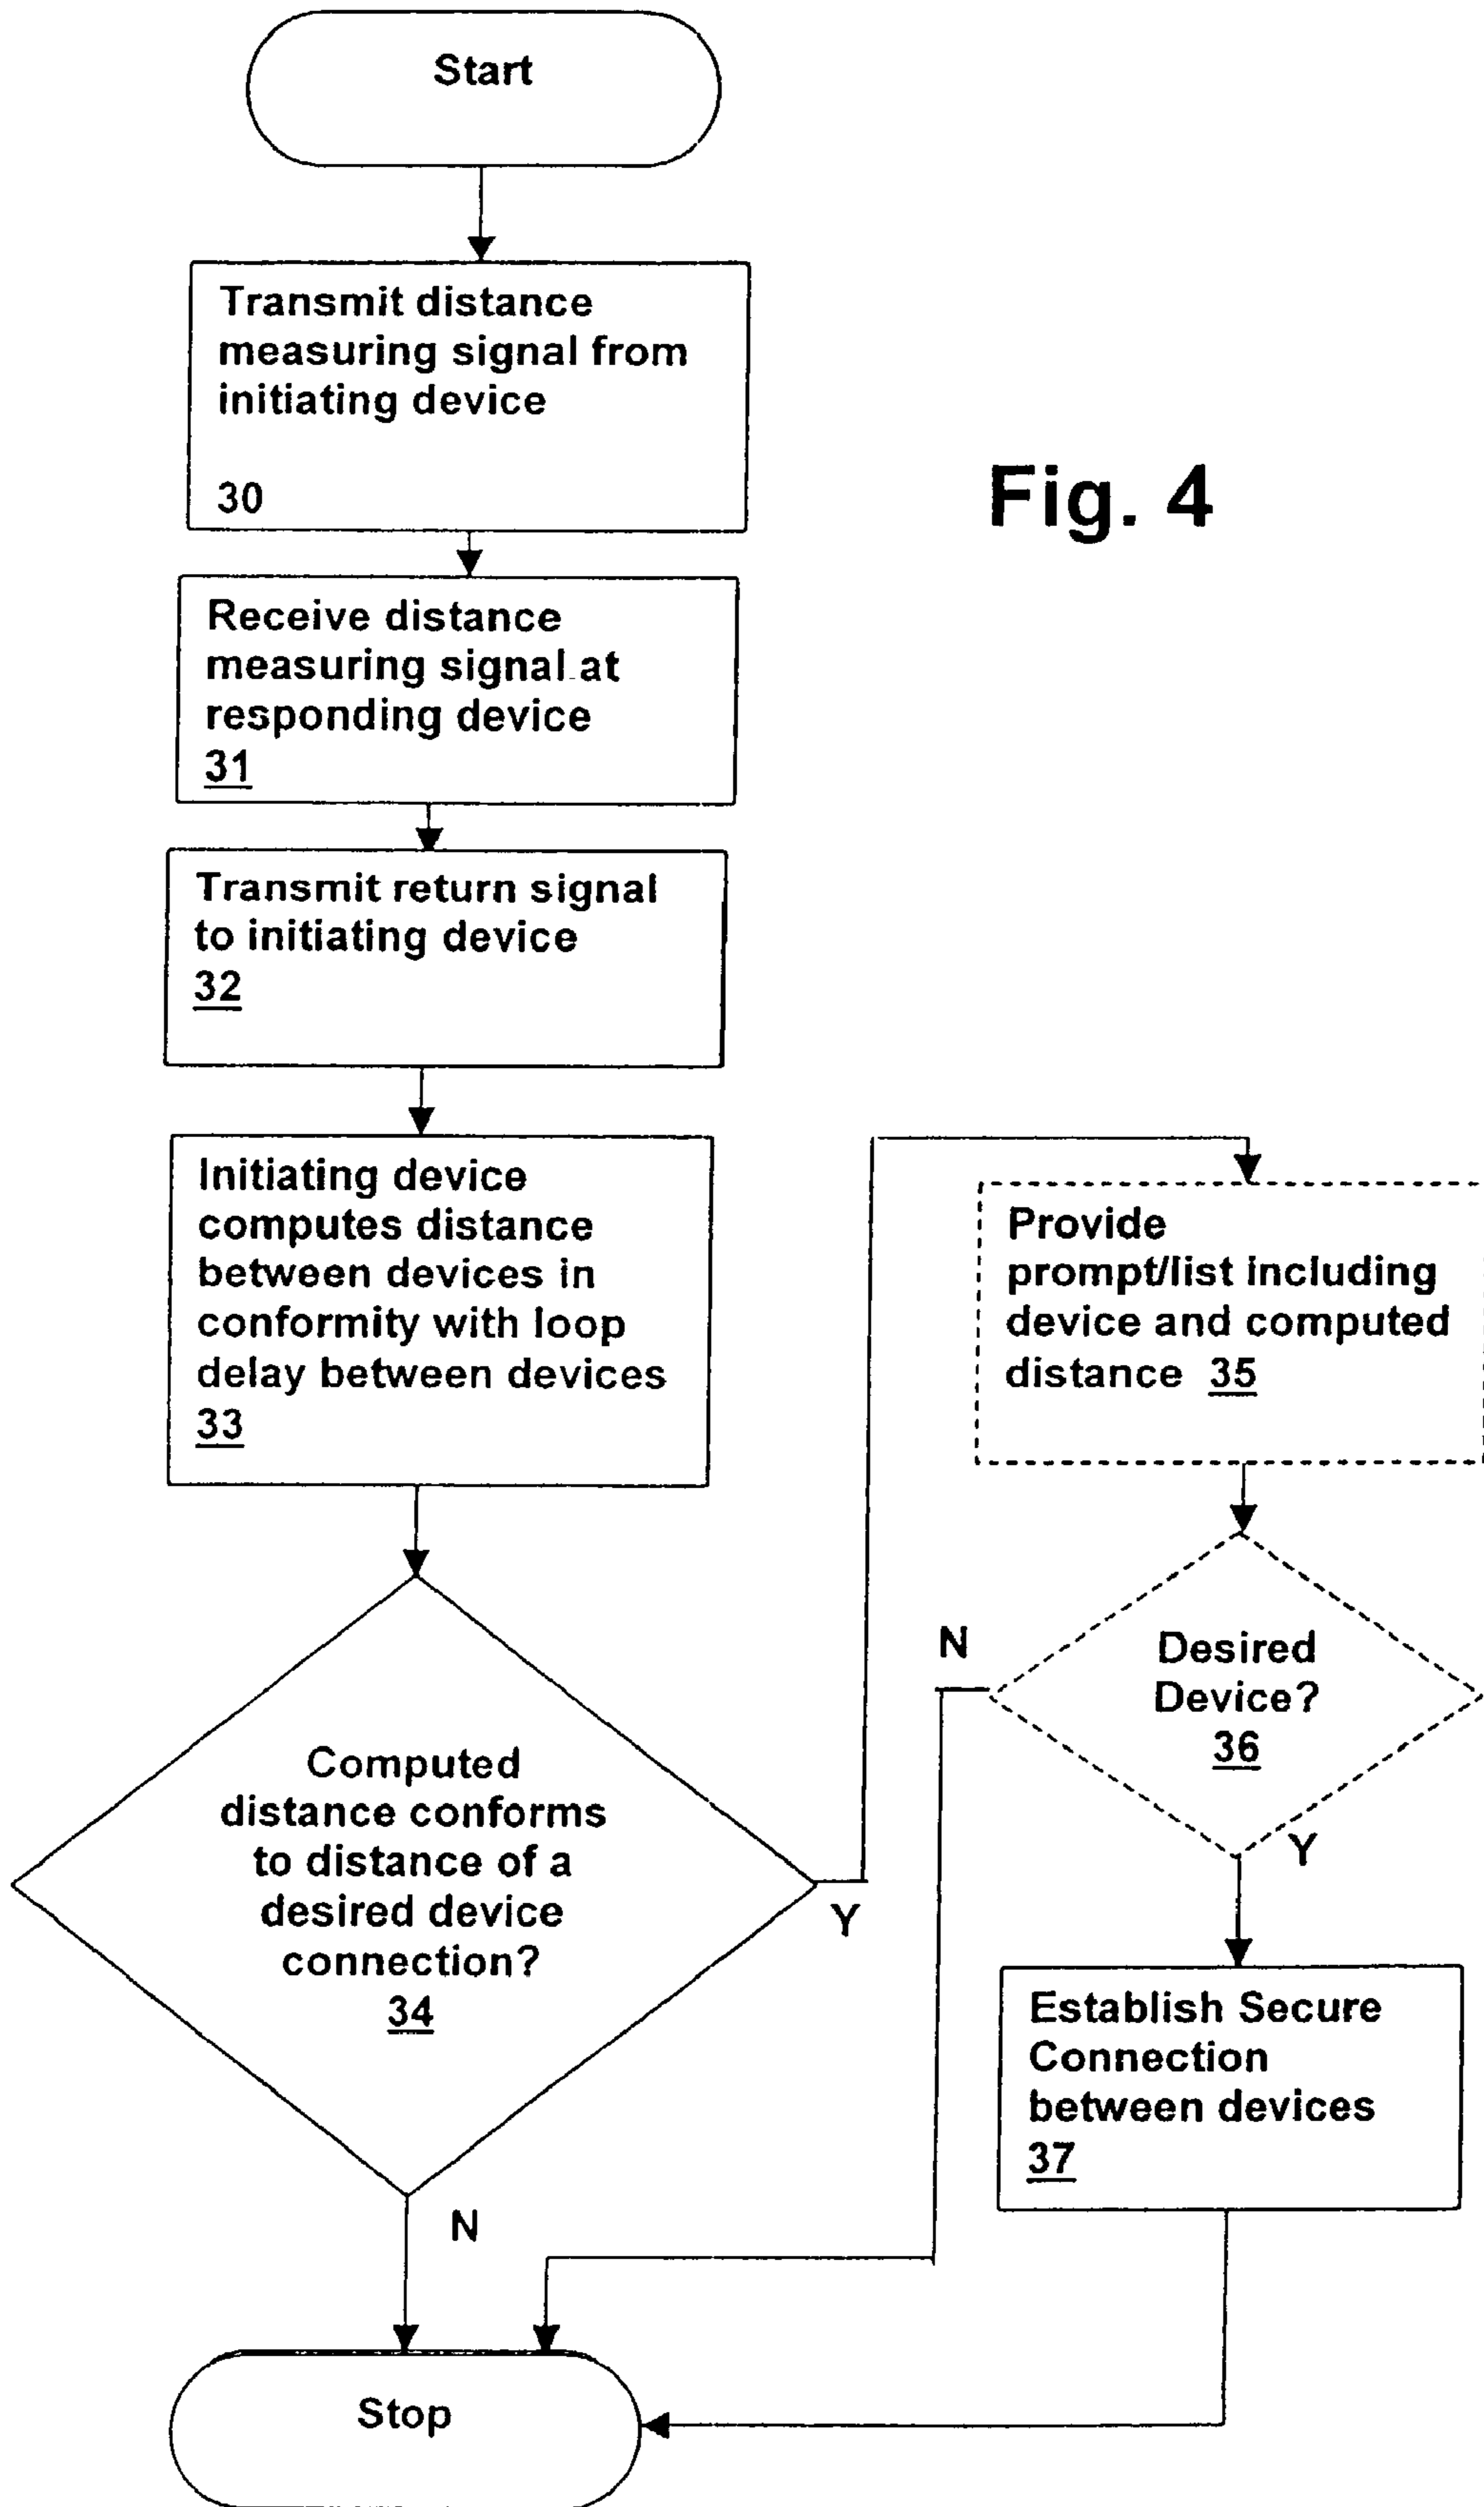 Start
Transmit distance
measuring signal from
initiating device
30
Fig. 4
Receive distance
measuring signal at
responding device
31
Transmit return signal
to initiating device
32
Initiating device
computes distance
between devices in
conformity with loop
delay between devices
33
Provide
prompt/list including
device and computed
distance 35
N
Desired
Device?
36
Y
Computed
distance conforms
to distance of a
desired device
connection?
34
Y
N
Establish Secure
Connection
between devices
37
Stop